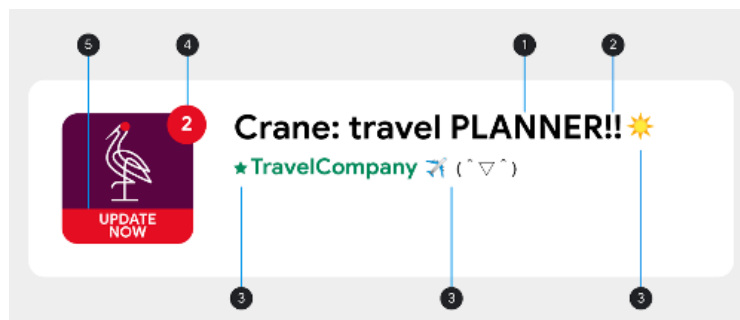 5 4 1 2
2
Crane: travel PLANNER!!☀️
★TravelCompany ✈️ (ˆ▽ˆ)
UPDATE
NOW
3 3 3